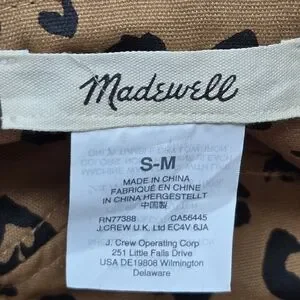 Madewell
S-M
MADE IN CHINA
FABRIQUÉ EN CHINE
IN CHINA HERGESTELLT
中国製
RN77388 CA56445
J.CREW U.K. Ltd EC4V 6JA
J. Crew Operating Corp
251 Little Falls Drive
USA DE19808 Wilmington
Delaware